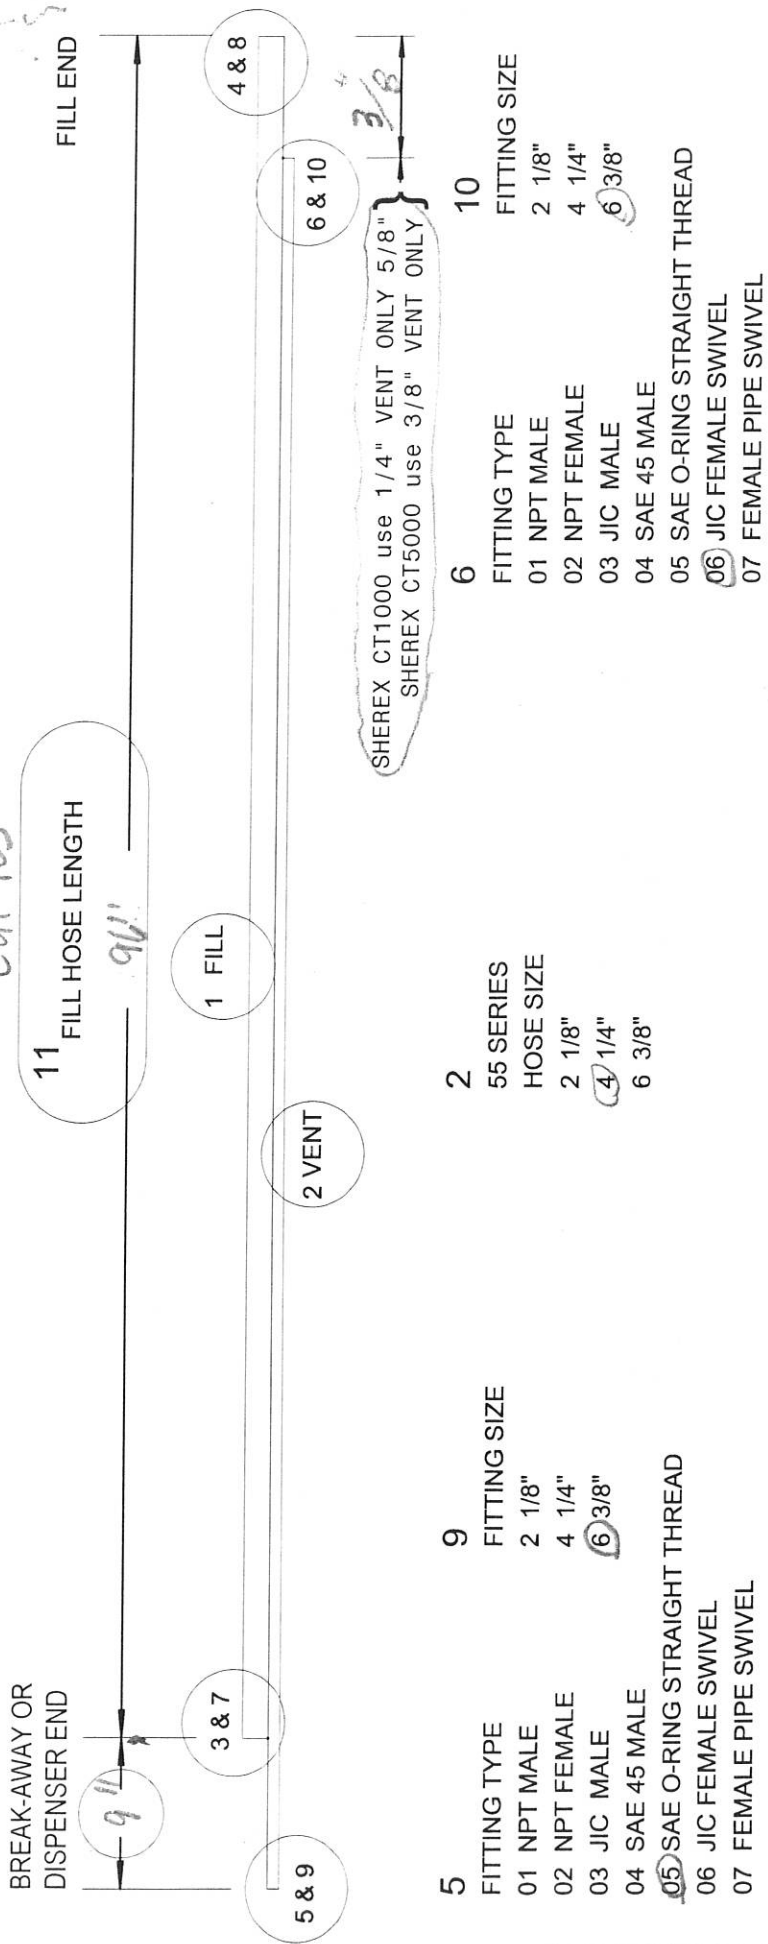 BREAK-AWAY OR
DISPENSER END
FILL END
9"
11
FILL HOSE LENGTH
96"
3 & 7
1 FILL
4 & 8
5 & 9
2 VENT
6 & 10
3/8"
SHEREX CT1000 use 1/4" VENT ONLY 5/8"
SHEREX CT5000 use 3/8" VENT ONLY
5
FITTING TYPE
01 NPT MALE
02 NPT FEMALE
03 JIC MALE
04 SAE 45 MALE
05 SAE O-RING STRAIGHT THREAD
06 JIC FEMALE SWIVEL
07 FEMALE PIPE SWIVEL
9
FITTING SIZE
2 1/8"
4 1/4"
6 3/8"
2
55 SERIES
HOSE SIZE
2 1/8"
4 1/4"
6 3/8"
6
FITTING TYPE
01 NPT MALE
02 NPT FEMALE
03 JIC MALE
04 SAE 45 MALE
05 SAE O-RING STRAIGHT THREAD
06 JIC FEMALE SWIVEL
07 FEMALE PIPE SWIVEL
10
FITTING SIZE
2 1/8"
4 1/4"
6 3/8"